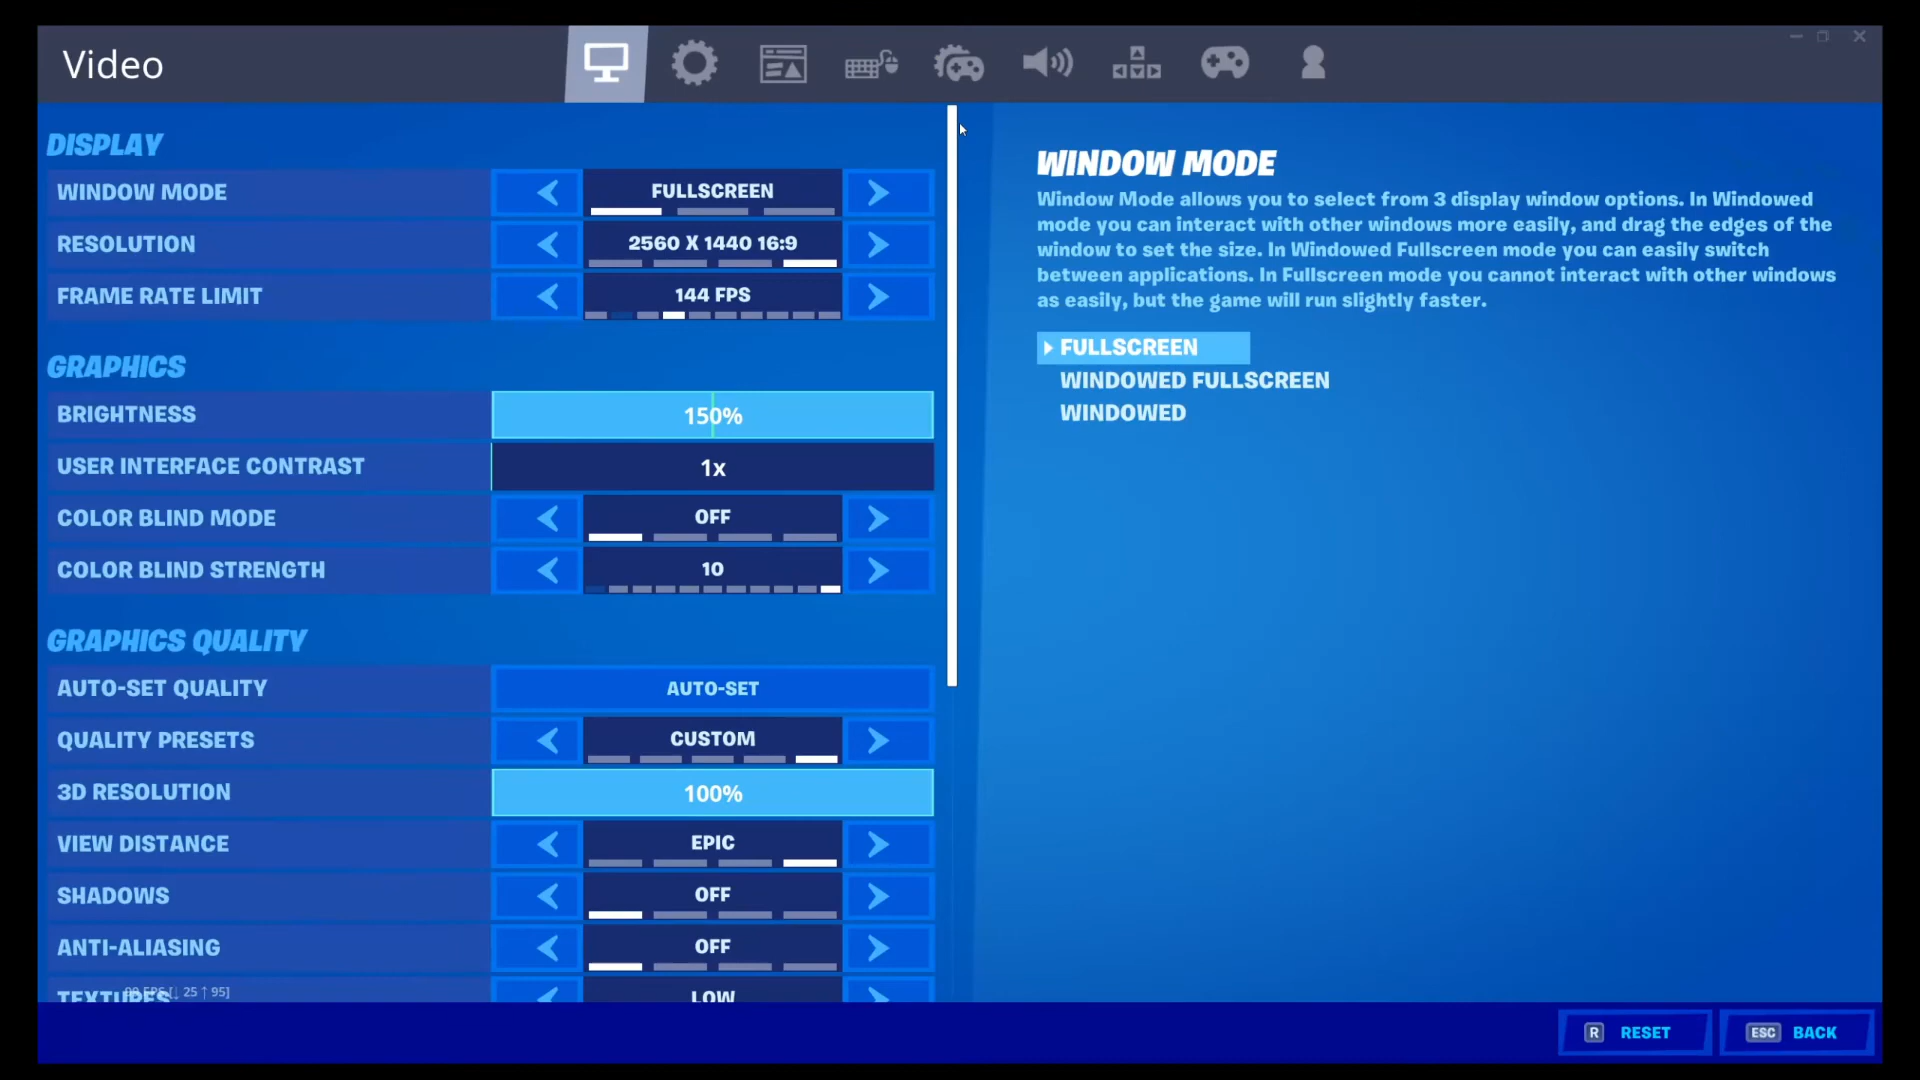 Video
DISPLAY
WINDOW MODE
FULLSCREEN
RESOLUTION
2560 X 1440 16:9
FRAME RATE LIMIT
144 FPS
GRAPHICS
BRIGHTNESS
150%
USER INTERFACE CONTRAST
1x
COLOR BLIND MODE
OFF
COLOR BLIND STRENGTH
10
GRAPHICS QUALITY
AUTO-SET QUALITY
AUTO-SET
QUALITY PRESETS
CUSTOM
3D RESOLUTION
100%
VIEW DISTANCE
EPIC
SHADOWS
OFF
ANTI-ALIASING
OFF
TEXTURES
LOW
FPS [↓ 25 ↑ 95]
WINDOW MODE
Window Mode allows you to select from 3 display window options. In Windowed
mode you can interact with other windows more easily, and drag the edges of the
window to set the size. In Windowed Fullscreen mode you can easily switch
between applications. In Fullscreen mode you cannot interact with other windows
as easily, but the game will run slightly faster.
FULLSCREEN
WINDOWED FULLSCREEN
WINDOWED
R RESET
ESC BACK